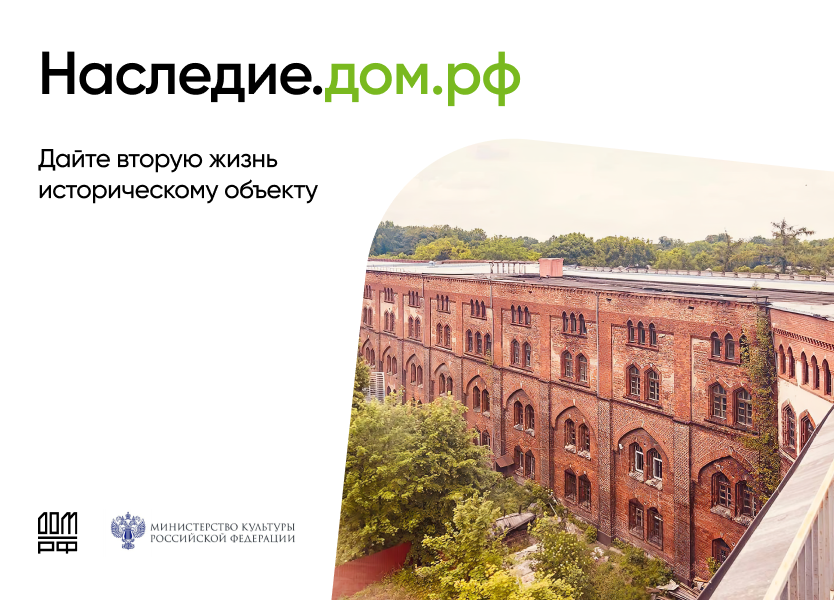 Наследие.дом.рф
Дайте вторую жизнь
историческому объекту
ДОМ
РФ
МИНИСТЕРСТВО КУЛЬТУРЫ
РОССИЙСКОЙ ФЕДЕРАЦИИ